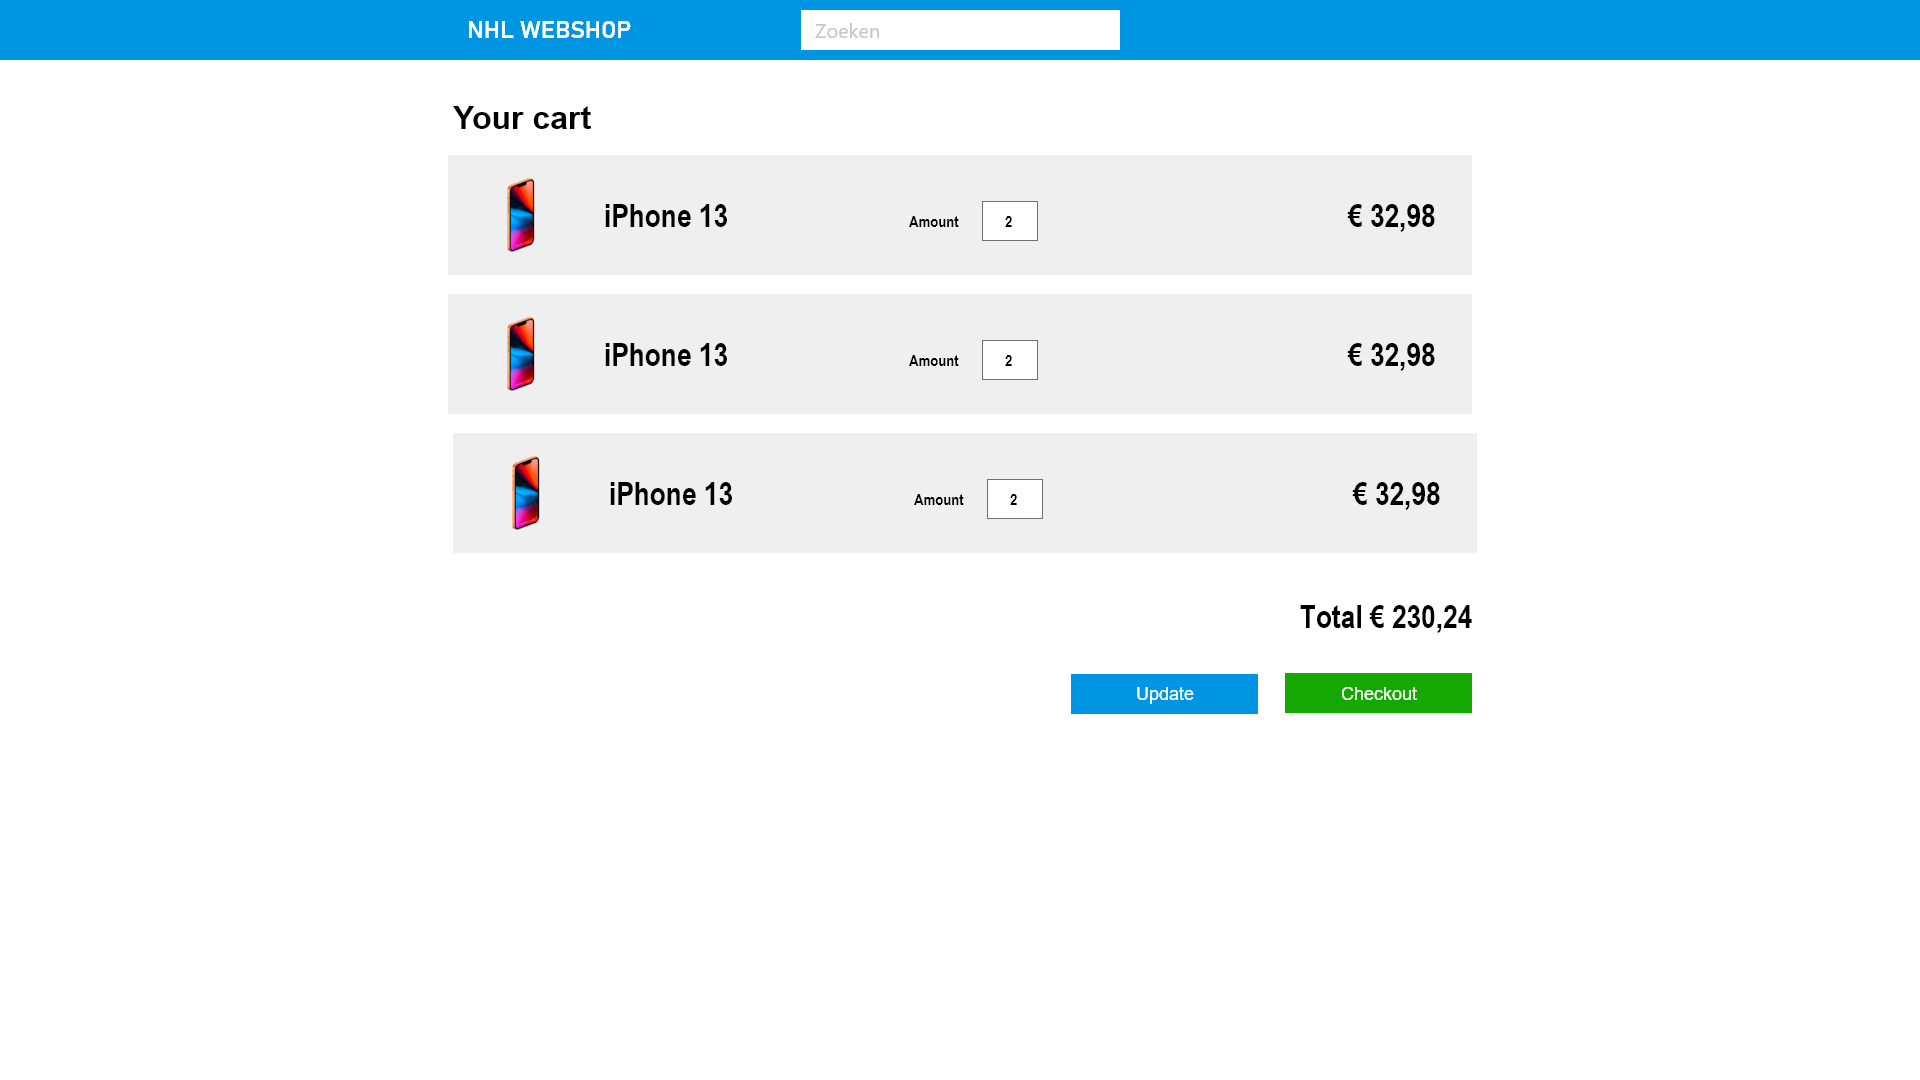 NHL WEBSHOP
Zoeken
Your cart
iPhone 13 Amount 2 € 32,98
iPhone 13 Amount 2 € 32,98
iPhone 13 Amount 2 € 32,98
Total € 230,24
Update Checkout